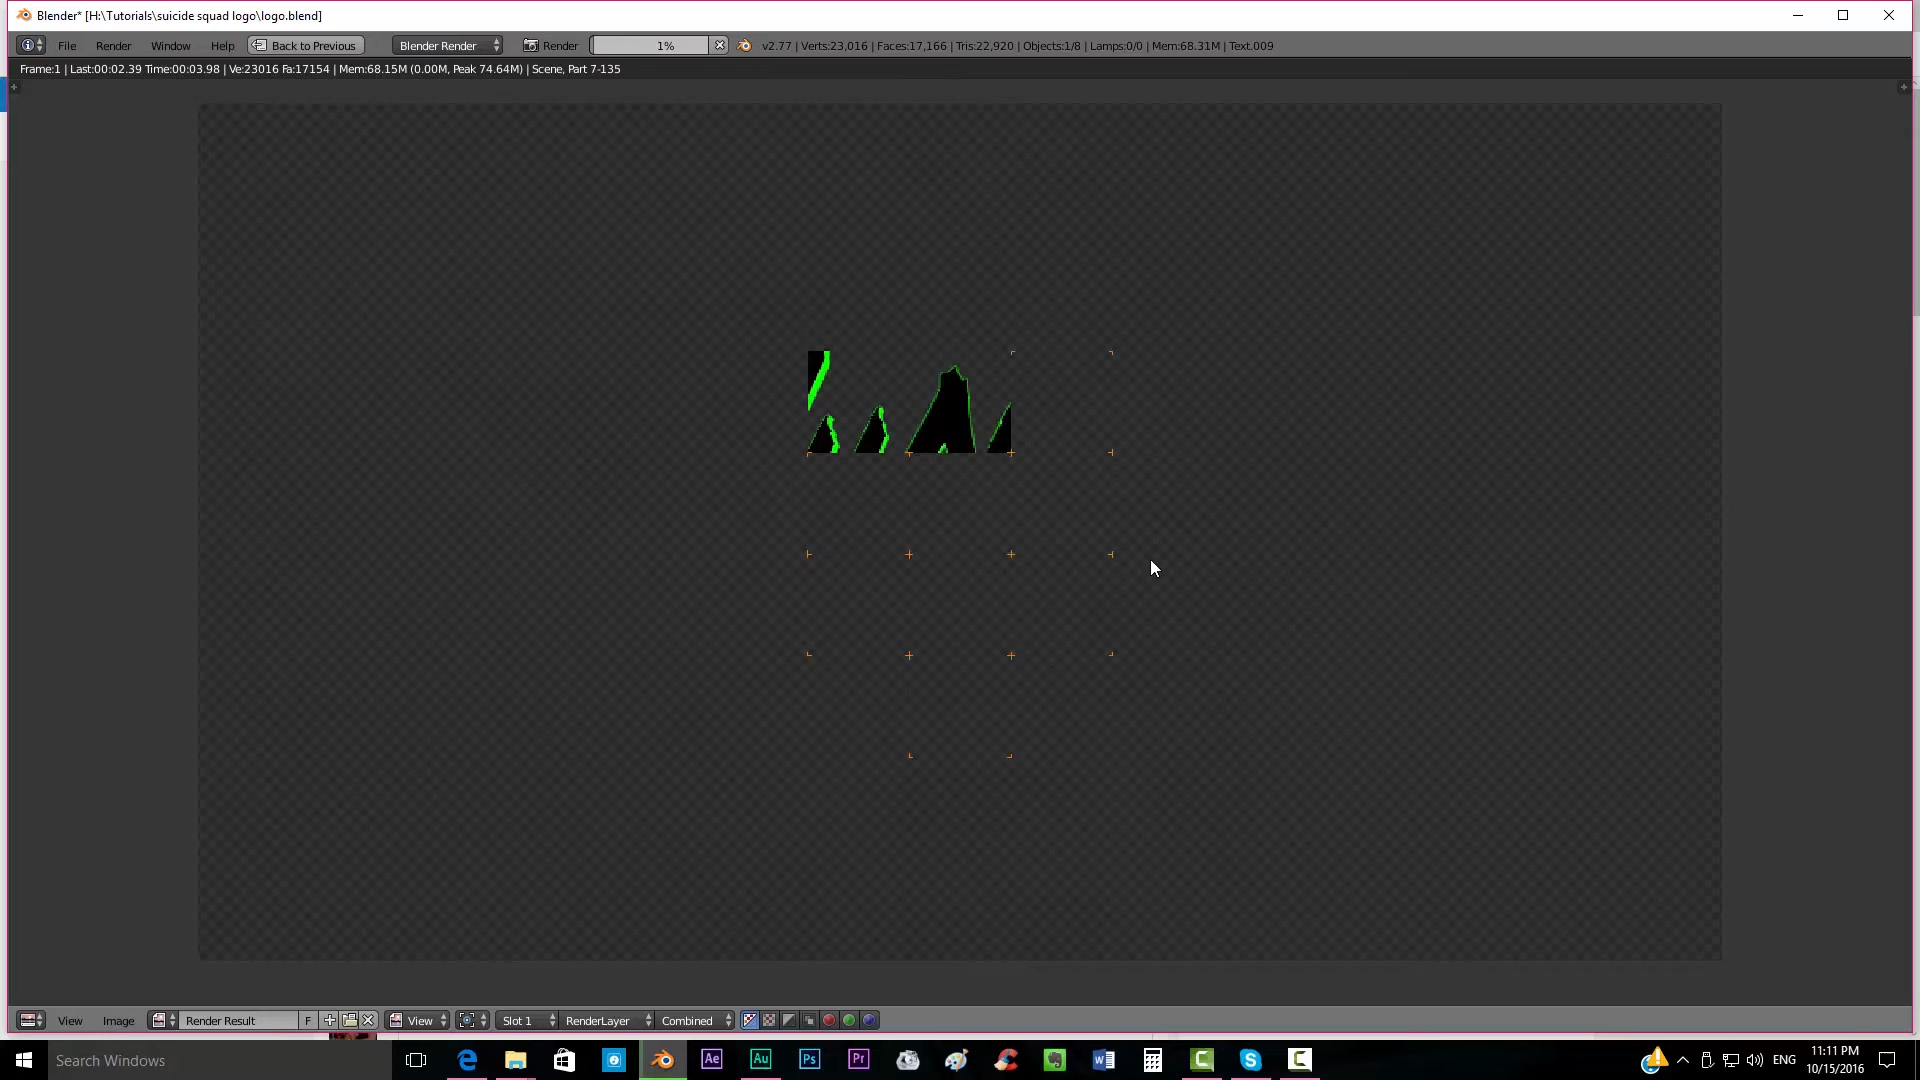 Blender* [H:\Tutorials\suicide squad logo\logo.blend]
File Render Window Help Back to Previous Blender Render Render 1% v2.77 | Verts:23,016 | Faces:17,166 | Tris:22,920 | Objects:1/8 | Lamps:0/0 | Mem:68.31M | Text.009
Frame:1 | Last:00:02.39 Time:00:03.98 | Ve:23016 Fa:17154 | Mem:68.15M (0.00M, Peak 74.64M) | Scene, Part 7-135
View Image Render Result F View Slot 1 RenderLayer Combined
Search Windows Ae Au Ps Pr ENG 11:11 PM
10/15/2016